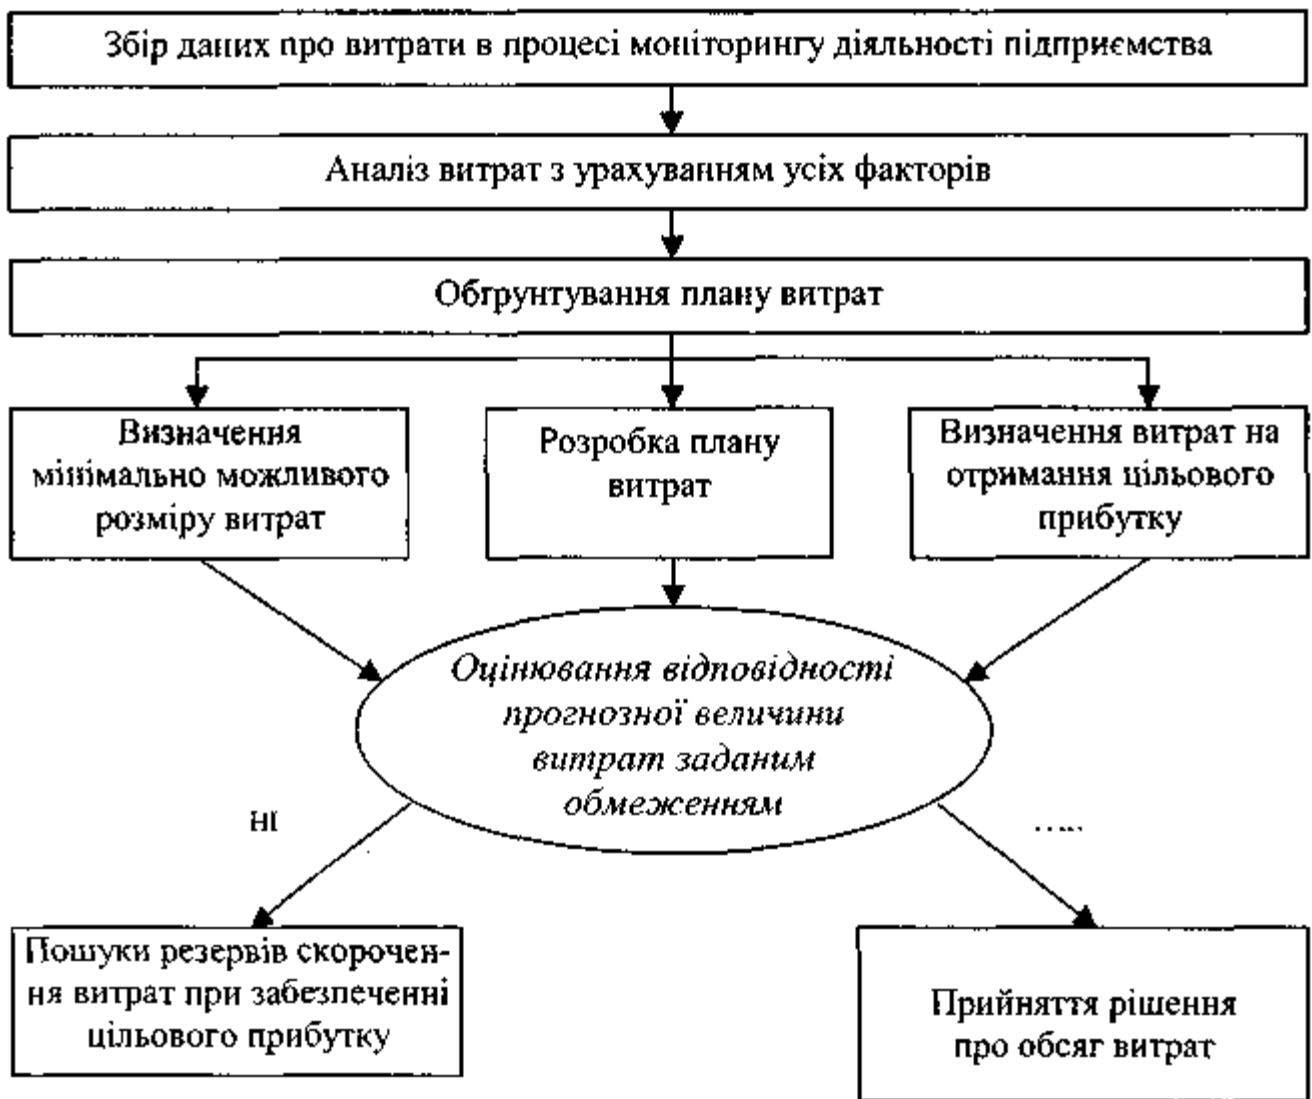 Збір даних про витрати в процесі моніторингу діяльності підприємства
Аналіз витрат з урахуванням усіх факторів
Обґрунтування плану витрат
Визначення
мінімально можливого
розміру витрат
Розробка плану
витрат
Визначення витрат на
отримання цільового
прибутку
Оцінювання відповідності
прогнозної величини
витрат заданим
обмеженням
ні
.....
Пошуки резервів скорочен-
ня витрат при забезпеченні
цільового прибутку
Прийняття рішення
про обсяг витрат